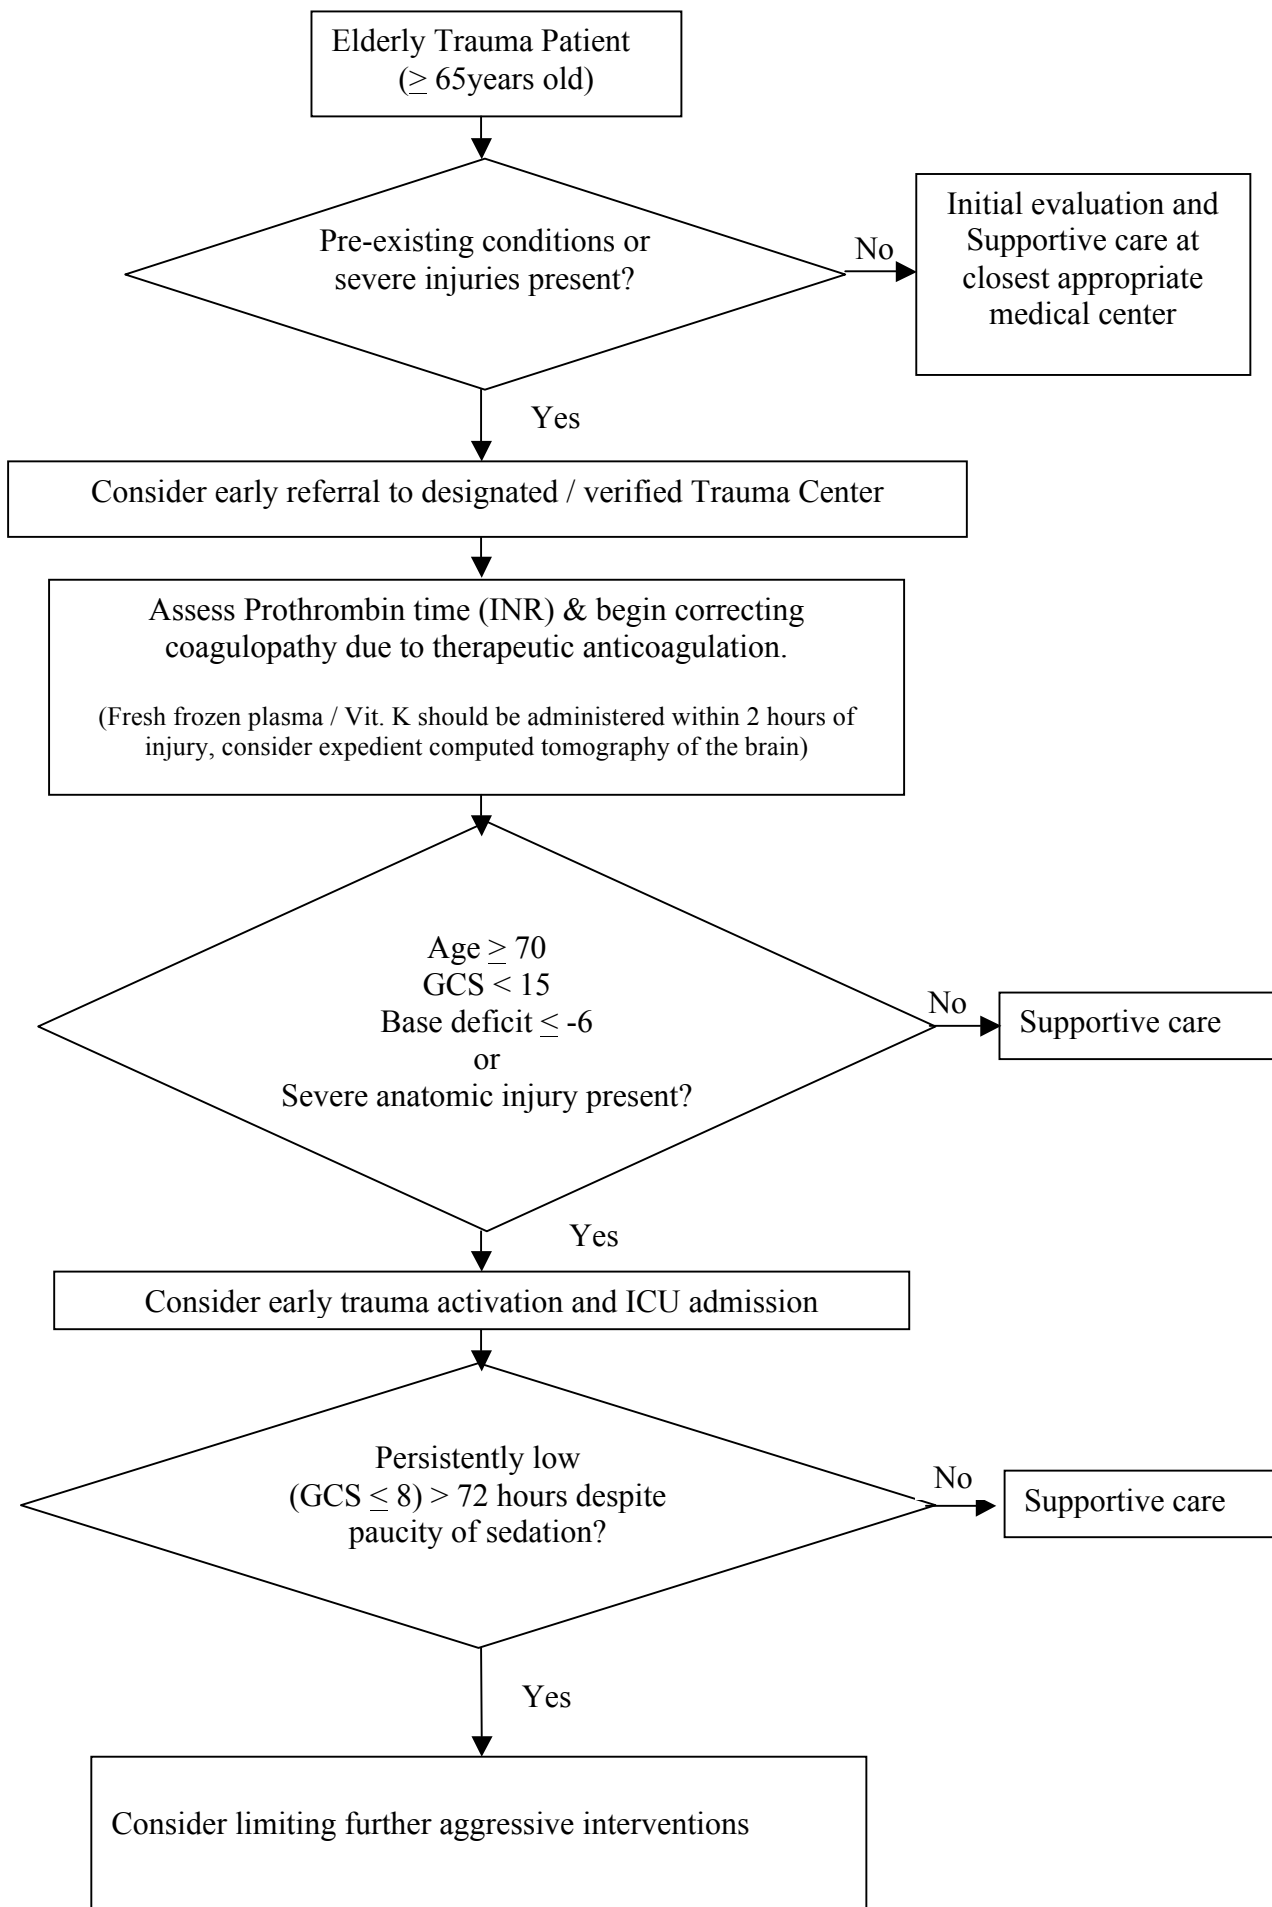 Elderly Trauma Patient
(≥ 65years old)
Pre-existing conditions or
severe injuries present?
No
Initial evaluation and
Supportive care at
closest appropriate
medical center
Yes
Consider early referral to designated / verified Trauma Center
Assess Prothrombin time (INR) & begin correcting
coagulopathy due to therapeutic anticoagulation.
(Fresh frozen plasma / Vit. K should be administered within 2 hours of
injury, consider expedient computed tomography of the brain)
Age ≥ 70
GCS < 15
Base deficit ≤ -6
or
Severe anatomic injury present?
No
Supportive care
Yes
Consider early trauma activation and ICU admission
Persistently low
(GCS ≤ 8) > 72 hours despite
paucity of sedation?
No
Supportive care
Yes
Consider limiting further aggressive interventions